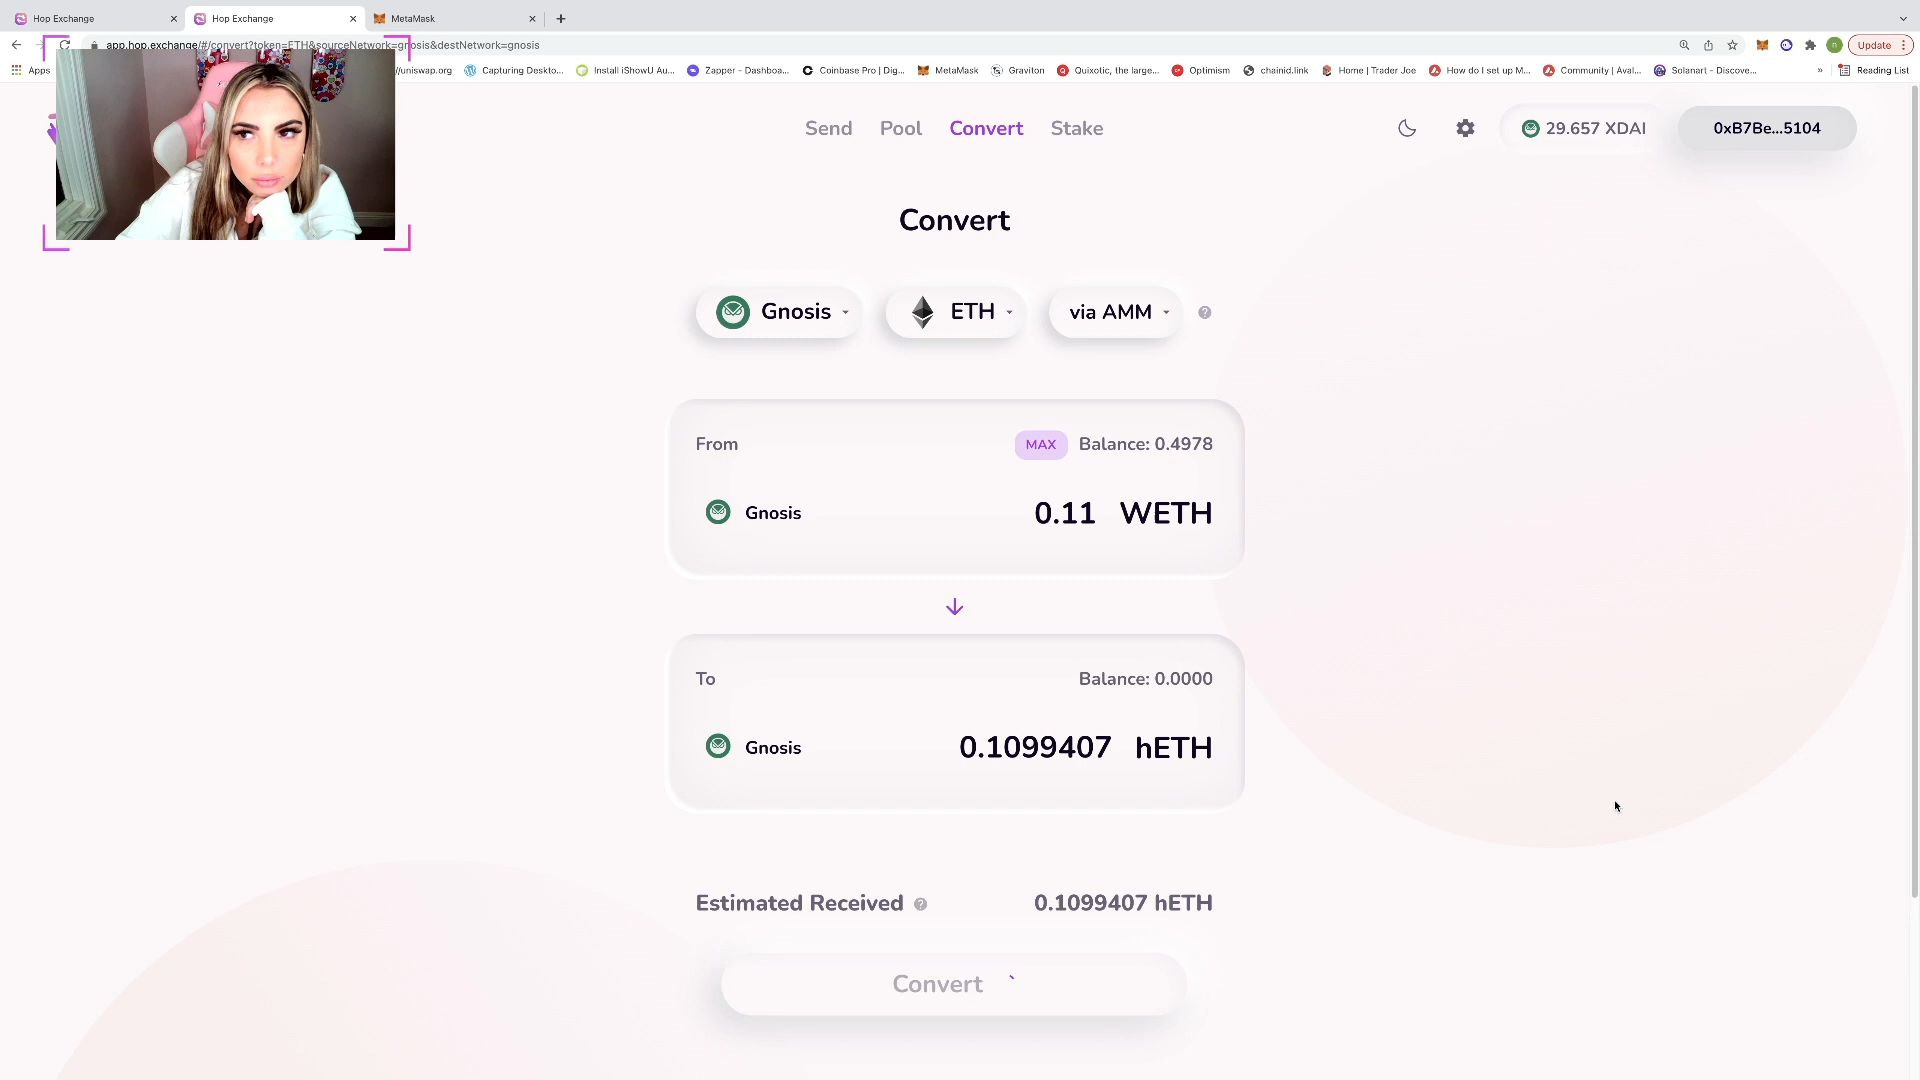 Hop Exchange
Hop Exchange
MetaMask
app.hop.exchange/#/convert?token=ETH&sourceNetwork=gnosis&destNetwork=gnosis
Update
Apps
//uniswap.org
Capturing Deskto...
Install iShowU Au...
Zapper - Dashboa...
Coinbase Pro | Dig...
MetaMask
Graviton
Quixotic, the large...
Optimism
chainid.link
Home | Trader Joe
How do I set up M...
Community | Aval...
Solanart - Discove...
»
Reading List
Send Pool Convert Stake
29.657 XDAI
0xB7Be...5104
Convert
Gnosis
ETH
via AMM
From
MAX
Balance: 0.4978
Gnosis
0.11 WETH
To
Balance: 0.0000
Gnosis
0.1099407 hETH
Estimated Received
0.1099407 hETH
Convert